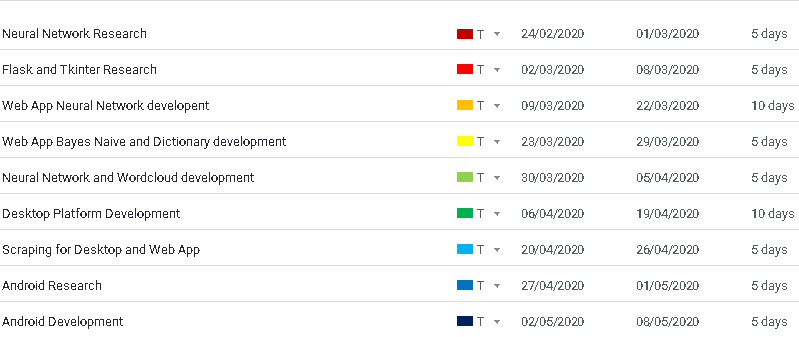 Neural Network Research T 24/02/2020 01/03/2020 5 days
Flask and Tkinter Research T 02/03/2020 08/03/2020 5 days
Web App Neural Network developent T 09/03/2020 22/03/2020 10 days
Web App Bayes Naive and Dictionary development T 23/03/2020 29/03/2020 5 days
Neural Network and Wordcloud development T 30/03/2020 05/04/2020 5 days
Desktop Platform Development T 06/04/2020 19/04/2020 10 days
Scraping for Desktop and Web App T 20/04/2020 26/04/2020 5 days
Android Research T 27/04/2020 01/05/2020 5 days
Android Development T 02/05/2020 08/05/2020 5 days